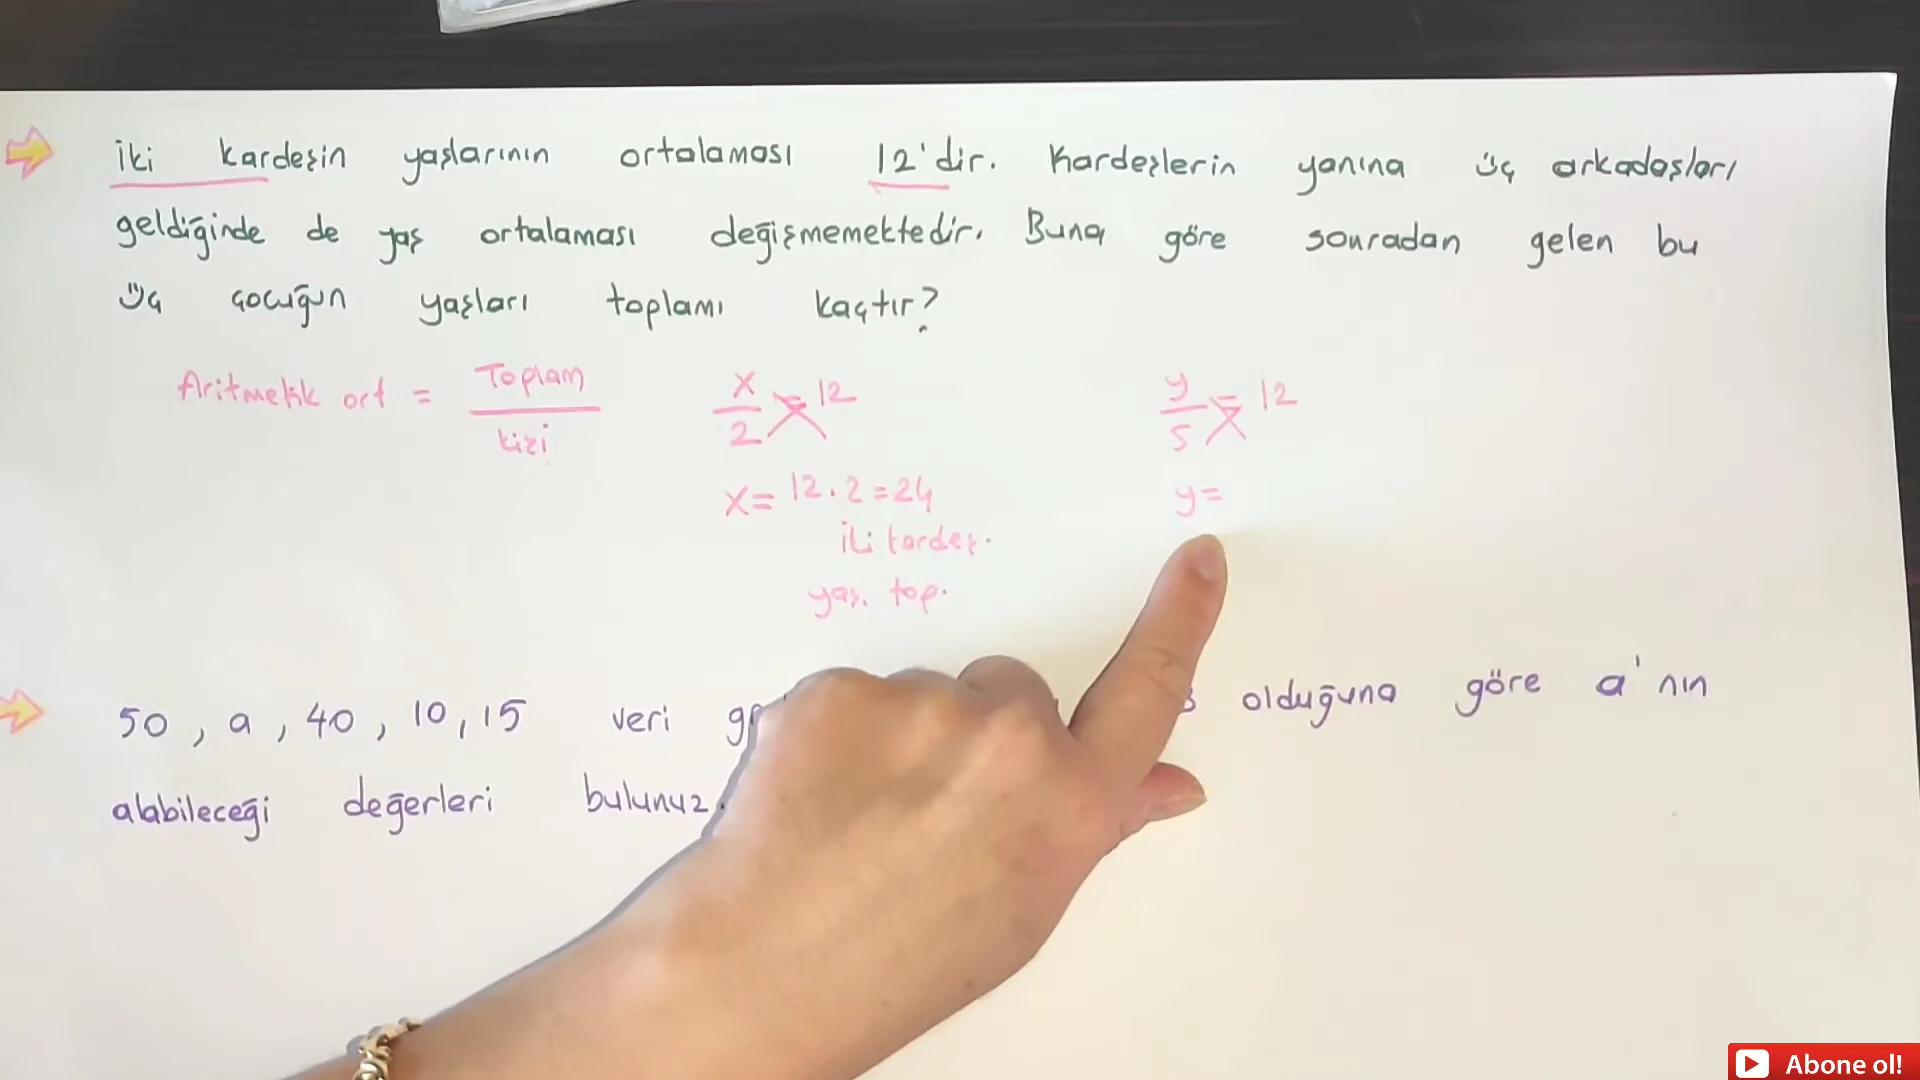 İki kardeşin yaşlarının ortalaması 12'dir. Kardeşlerin yanına üç arkadaşları
geldiğinde de yaş ortalaması değişmemektedir. Buna göre sonradan gelen bu
üç çocuğun yaşları toplamı kaçtır?
Aritmetik ort = Toplam / kişi
x / 2 = 12
x = 12.2 = 24
iki kardeş.
yaş. top.
y / 5 = 12
y =
50, a, 40, 10, 15 veri olduğuna göre a'nın
alabileceği değerleri bulunuz.
Abone ol!